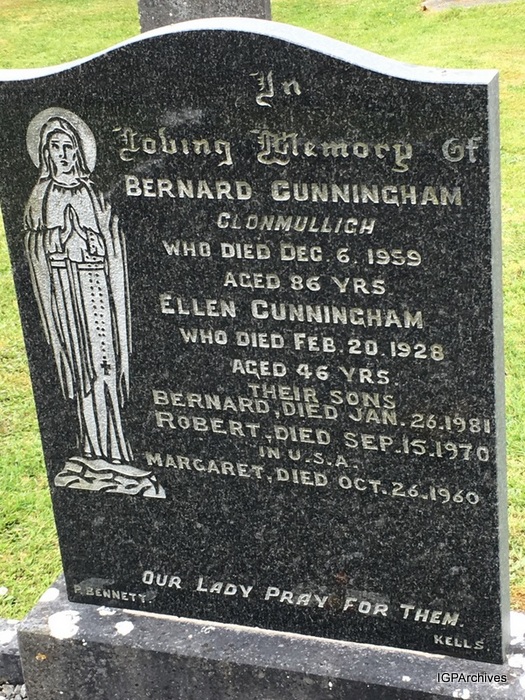 In
Loving Memory Of
BERNARD CUNNINGHAM
CLONMULLIGH
WHO DIED DEC. 6. 1959
AGED 86 YRS
ELLEN CUNNINGHAM
WHO DIED FEB. 20. 1928
AGED 46 YRS.
THEIR SONS
BERNARD, DIED JAN. 26. 1981
ROBERT, DIED SEP. 15. 1970
IN U.S.A.
MARGARET, DIED OCT. 26. 1960
OUR LADY PRAY FOR THEM.
P. BENNETT.
KELLS.
IGPArchives